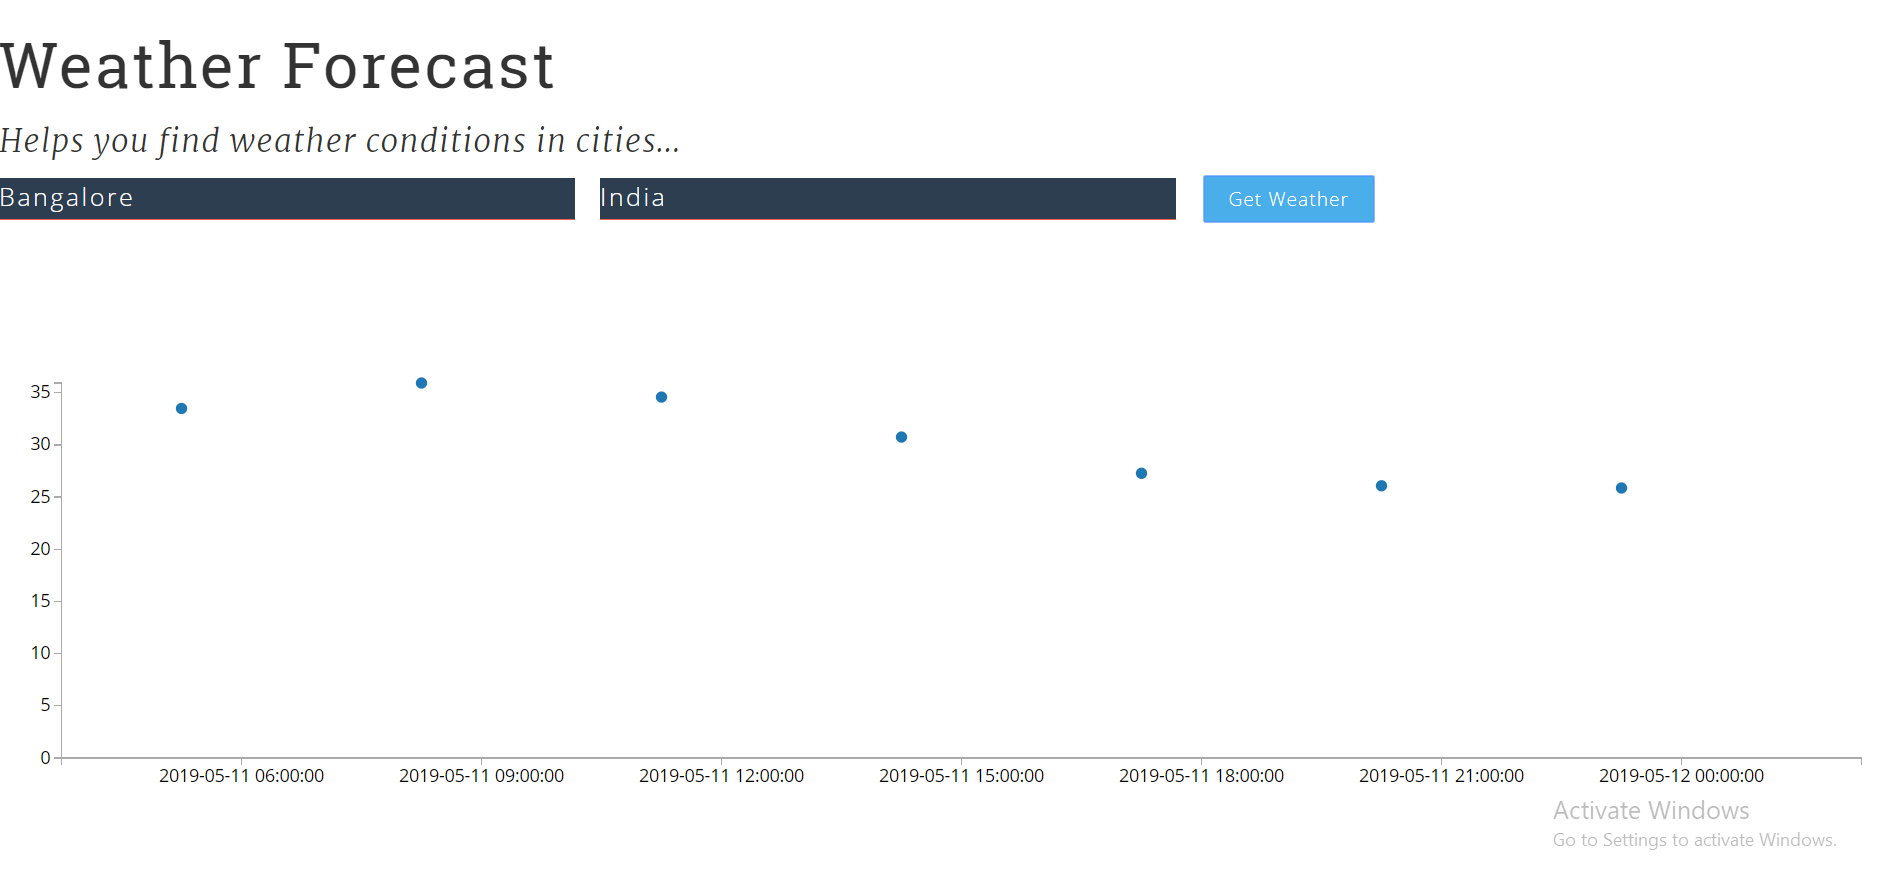 Weather Forecast
Helps you find weather conditions in cities...
Bangalore India Get Weather
35
30
25
20
15
10
5
0
2019-05-11 06:00:00 2019-05-11 09:00:00 2019-05-11 12:00:00 2019-05-11 15:00:00 2019-05-11 18:00:00 2019-05-11 21:00:00 2019-05-12 00:00:00
Activate Windows
Go to Settings to activate Windows.